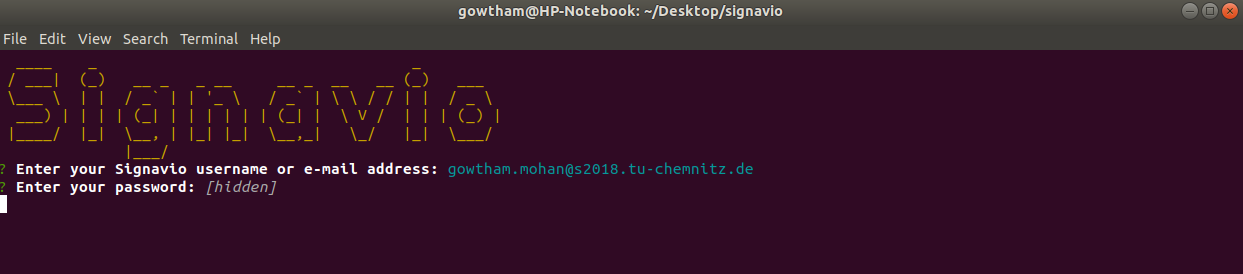 gowtham@HP-Notebook: ~/Desktop/signavio
File Edit View Search Terminal Help
Signavio
? Enter your Signavio username or e-mail address: gowtham.mohan@s2018.tu-chemnitz.de
? Enter your password: [hidden]